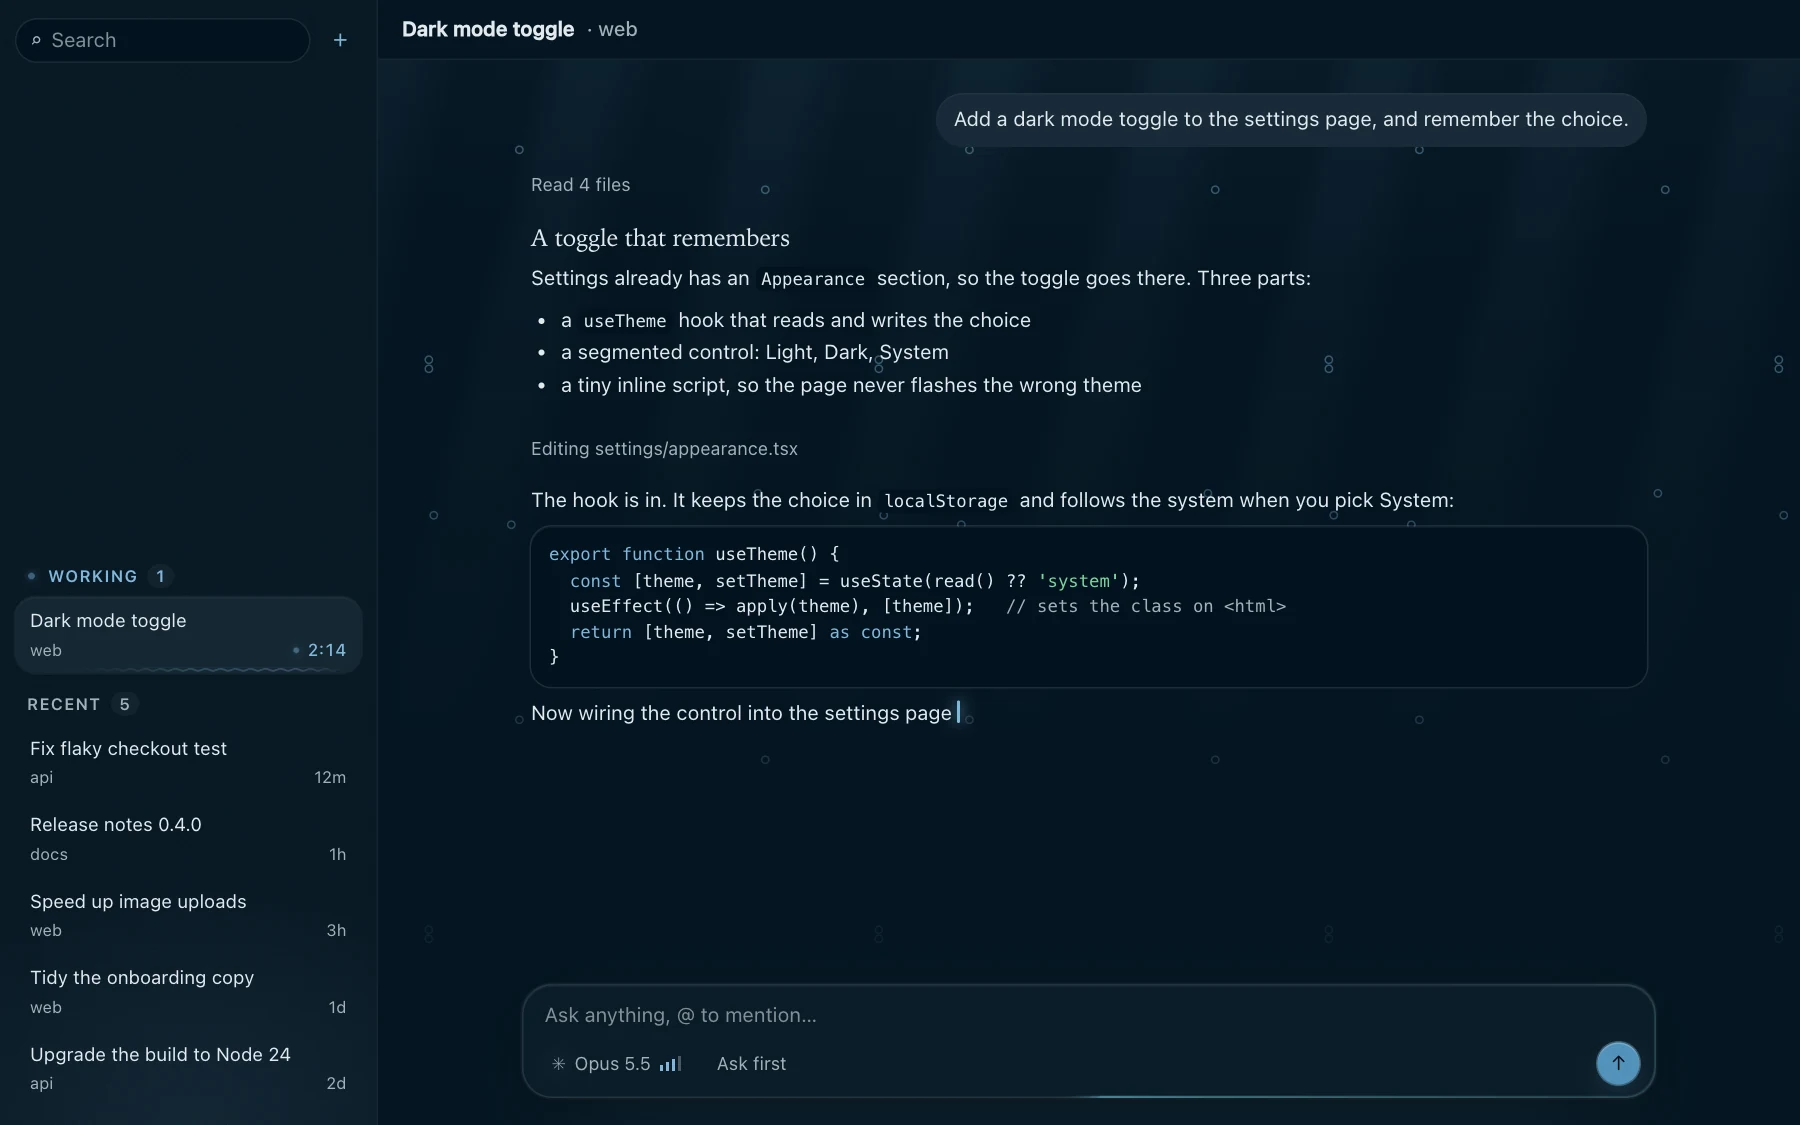 Search
+
WORKING 1
Dark mode toggle
web 2:14
RECENT 5
Fix flaky checkout test
api 12m
Release notes 0.4.0
docs 1h
Speed up image uploads
web 3h
Tidy the onboarding copy
web 1d
Upgrade the build to Node 24
api 2d
Dark mode toggle · web
Add a dark mode toggle to the settings page, and remember the choice.
Read 4 files
A toggle that remembers
Settings already has an Appearance section, so the toggle goes there. Three parts:
• a useTheme hook that reads and writes the choice
• a segmented control: Light, Dark, System
• a tiny inline script, so the page never flashes the wrong theme
Editing settings/appearance.tsx
The hook is in. It keeps the choice in localStorage and follows the system when you pick System:
export function useTheme() {
  const [theme, setTheme] = useState(read() ?? 'system');
  useEffect(() => apply(theme), [theme]);   // sets the class on <html>
  return [theme, setTheme] as const;
}
Now wiring the control into the settings page
Ask anything, @ to mention...
Opus 5.5 Ask first